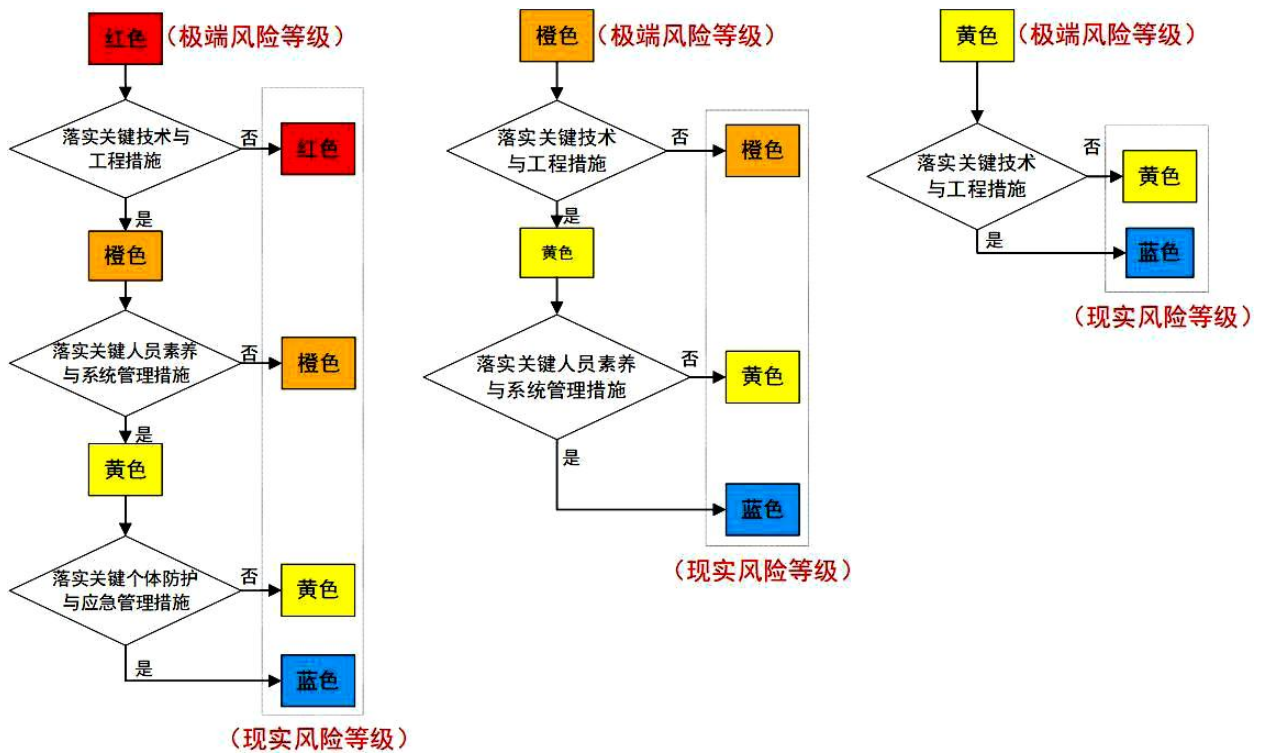 红色
（极端风险等级）
落实关键技术与
工程措施
否
红色
是
橙色
落实关键人员素养
与系统管理措施
否
橙色
是
黄色
落实关键个体防护
与应急管理措施
否
黄色
是
蓝色
（现实风险等级）
橙色
（极端风险等级）
落实关键技术
与工程措施
否
橙色
是
黄色
落实关键人员素养
与系统管理措施
否
黄色
是
蓝色
（现实风险等级）
黄色
（极端风险等级）
落实关键技术
与工程措施
否
黄色
是
蓝色
（现实风险等级）